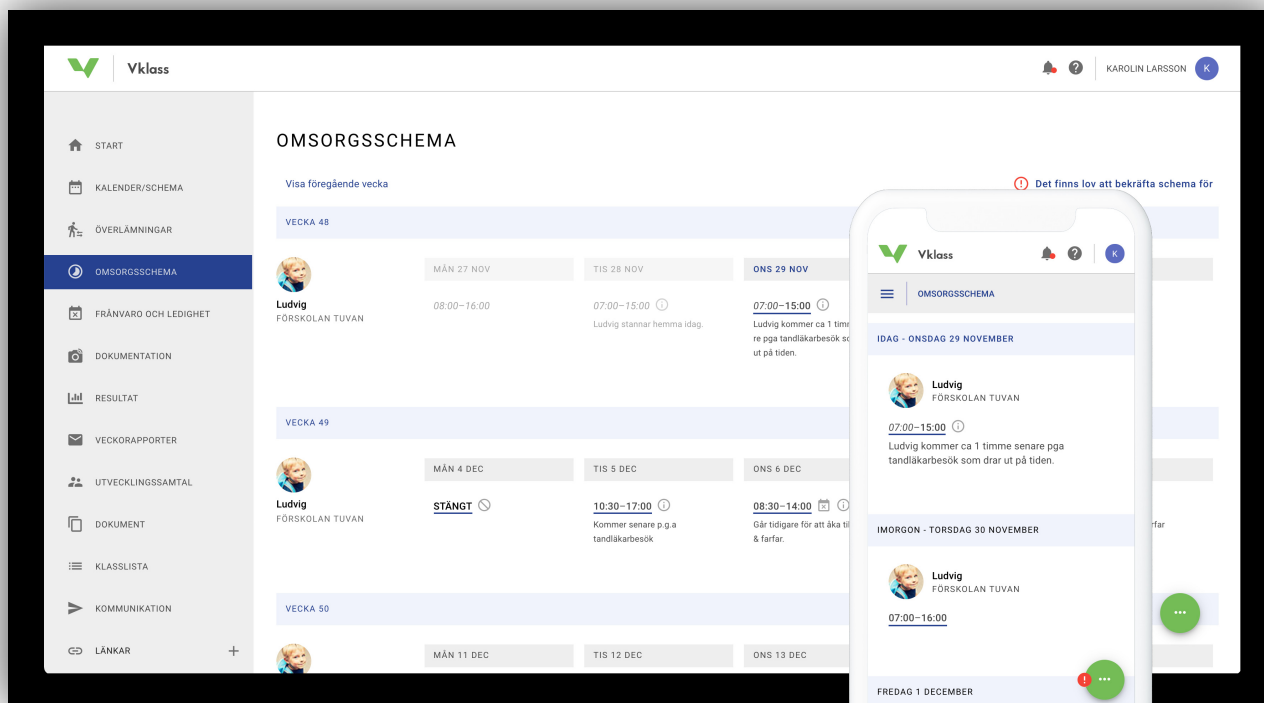 Vklass
KAROLIN LARSSON
K
START
KALENDER/SCHEMA
ÖVERLÄMNINGAR
OMSORGSSCHEMA
FRÅNVARO OCH LEDIGHET
DOKUMENTATION
RESULTAT
VECKORAPPORTER
UTVECKLINGSSAMTAL
DOKUMENT
KLASSLISTA
KOMMUNIKATION
LÄNKAR
OMSORGSSCHEMA
Visa föregående vecka
Det finns lov att bekräfta schema för
VECKA 48
Ludvig
FÖRSKOLAN TUVAN
MÅN 27 NOV
08:00–16:00
TIS 28 NOV
07:00–15:00
Ludvig stannar hemma idag.
ONS 29 NOV
07:00–15:00
Ludvig kommer ca 1
re pga tandläkarbesök
ut på tiden.
VECKA 49
Ludvig
FÖRSKOLAN TUVAN
MÅN 4 DEC
STÄNGT
TIS 5 DEC
10:30–17:00
Kommer senare p.g.a
tandläkarbesök
ONS 6 DEC
08:30–14:00
Går tidigare för att åka
& farfar.
VECKA 50
MÅN 11 DEC
TIS 12 DEC
ONS 13 DEC
Vklass
K
OMSORGSSCHEMA
IDAG - ONSDAG 29 NOVEMBER
Ludvig
FÖRSKOLAN TUVAN
07:00–15:00
Ludvig kommer ca 1 timme senare pga
tandläkarbesök som drar ut på tiden.
IMORGON - TORSDAG 30 NOVEMBER
Ludvig
FÖRSKOLAN TUVAN
07:00–16:00
FREDAG 1 DECEMBER